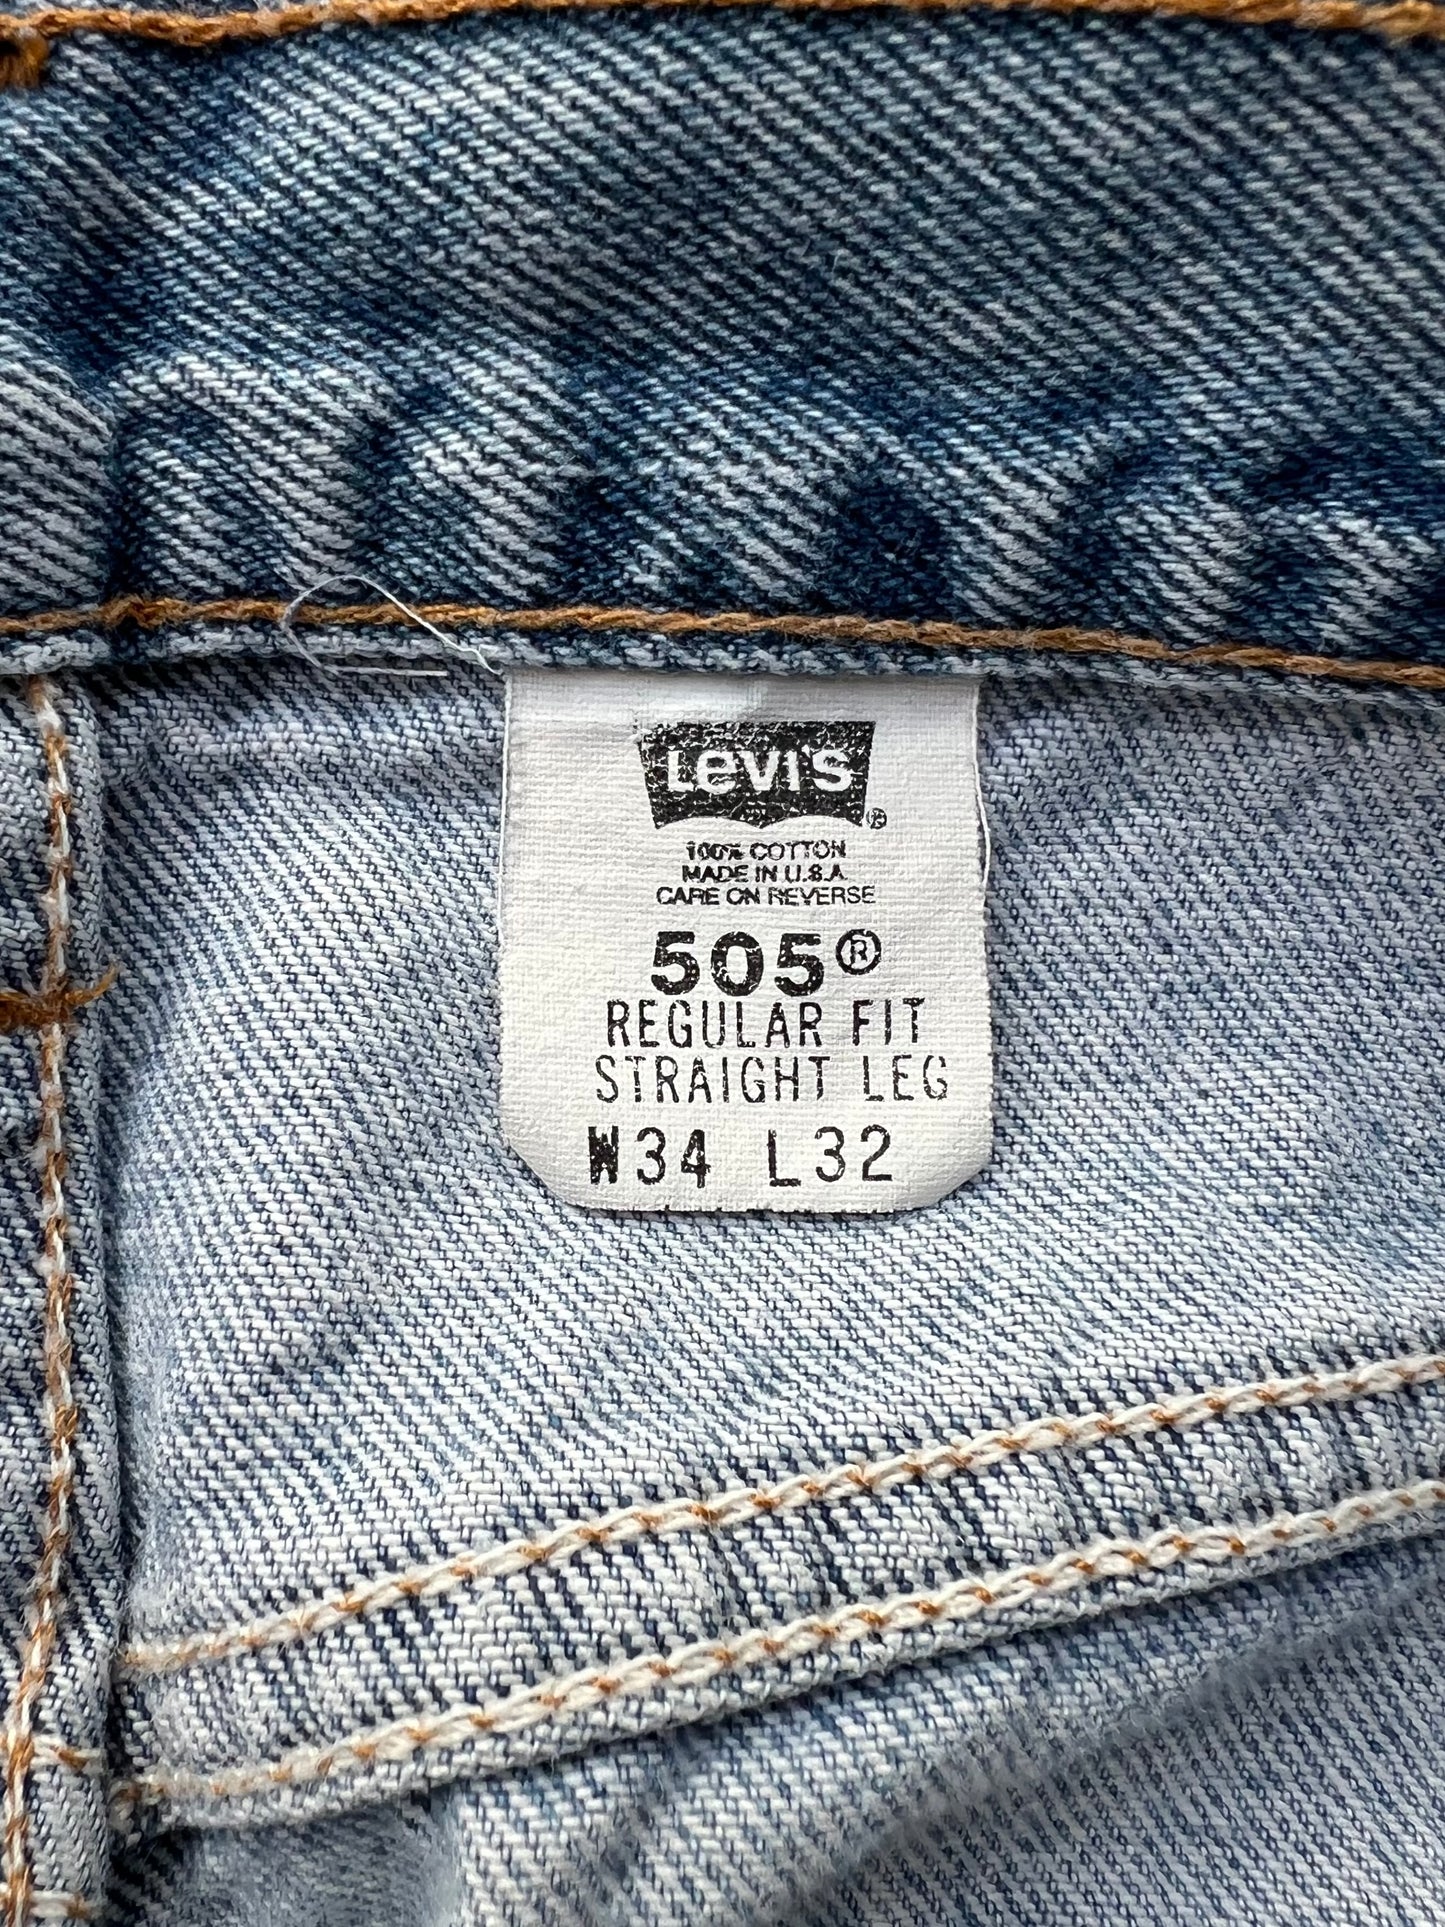 LEVI'S ®
100% COTTON
MADE IN U.S.A.
CARE ON REVERSE
505®
REGULAR FIT
STRAIGHT LEG
W34 L32